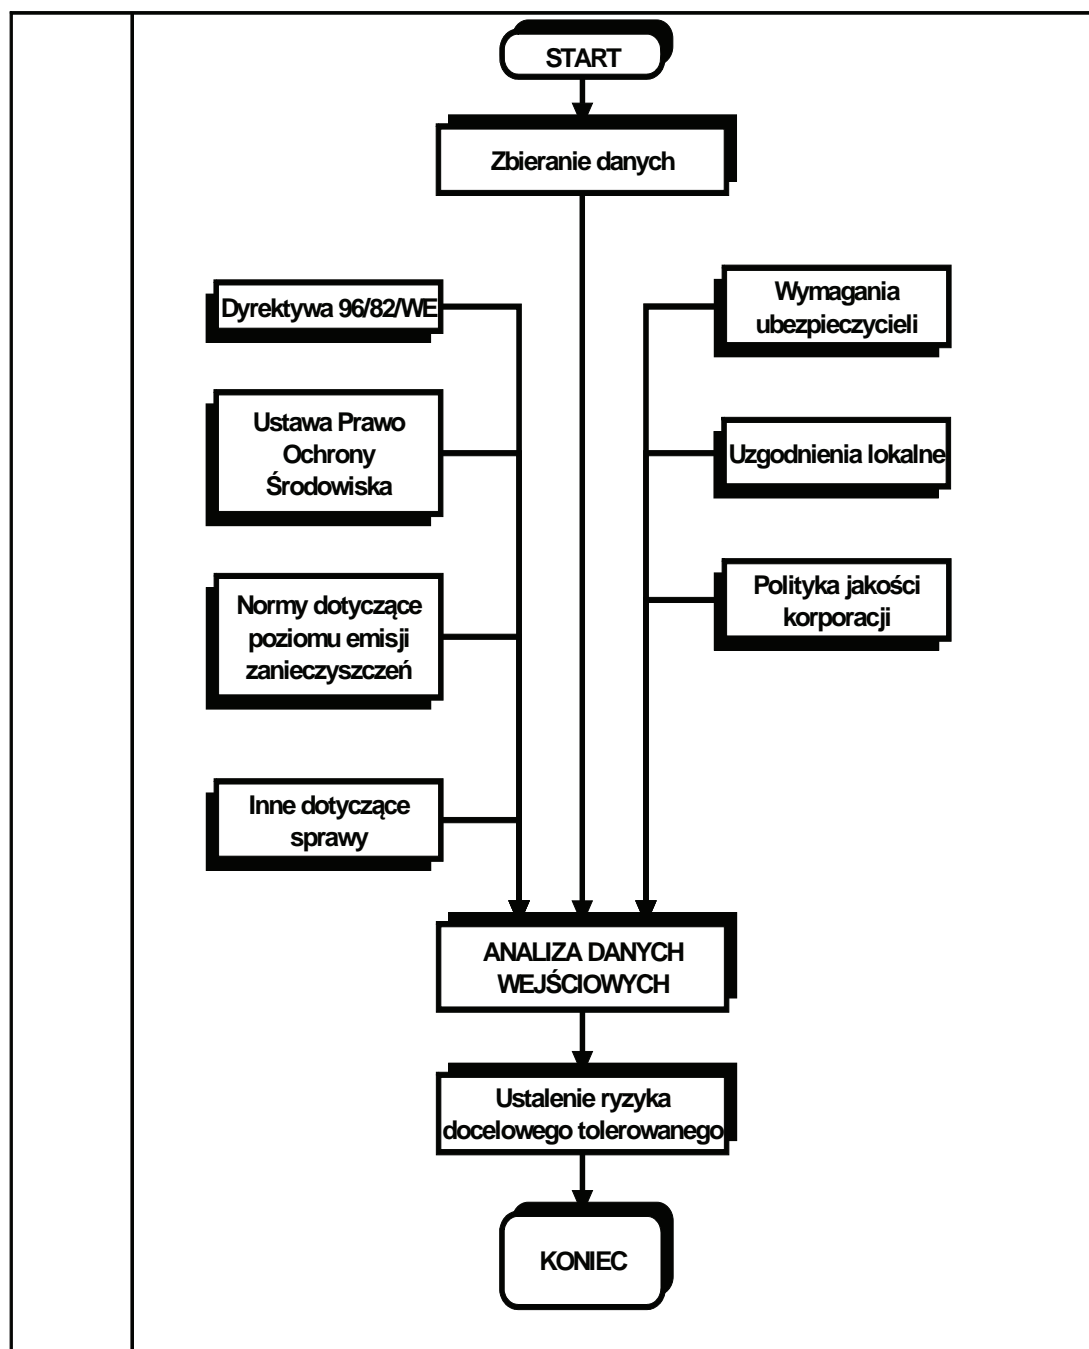 START
Zbieranie danych
Dyrektywa 96/82/WE
Ustawa Prawo
Ochrony
Środowiska
Normy dotyczące
poziomu emisji
zanieczyszczeń
Inne dotyczące
sprawy
Wymagania
ubezpieczycieli
Uzgodnienia lokalne
Polityka jakości
korporacji
ANALIZA DANYCH
WEJŚCIOWYCH
Ustalenie ryzyka
docelowego tolerowanego
KONIEC